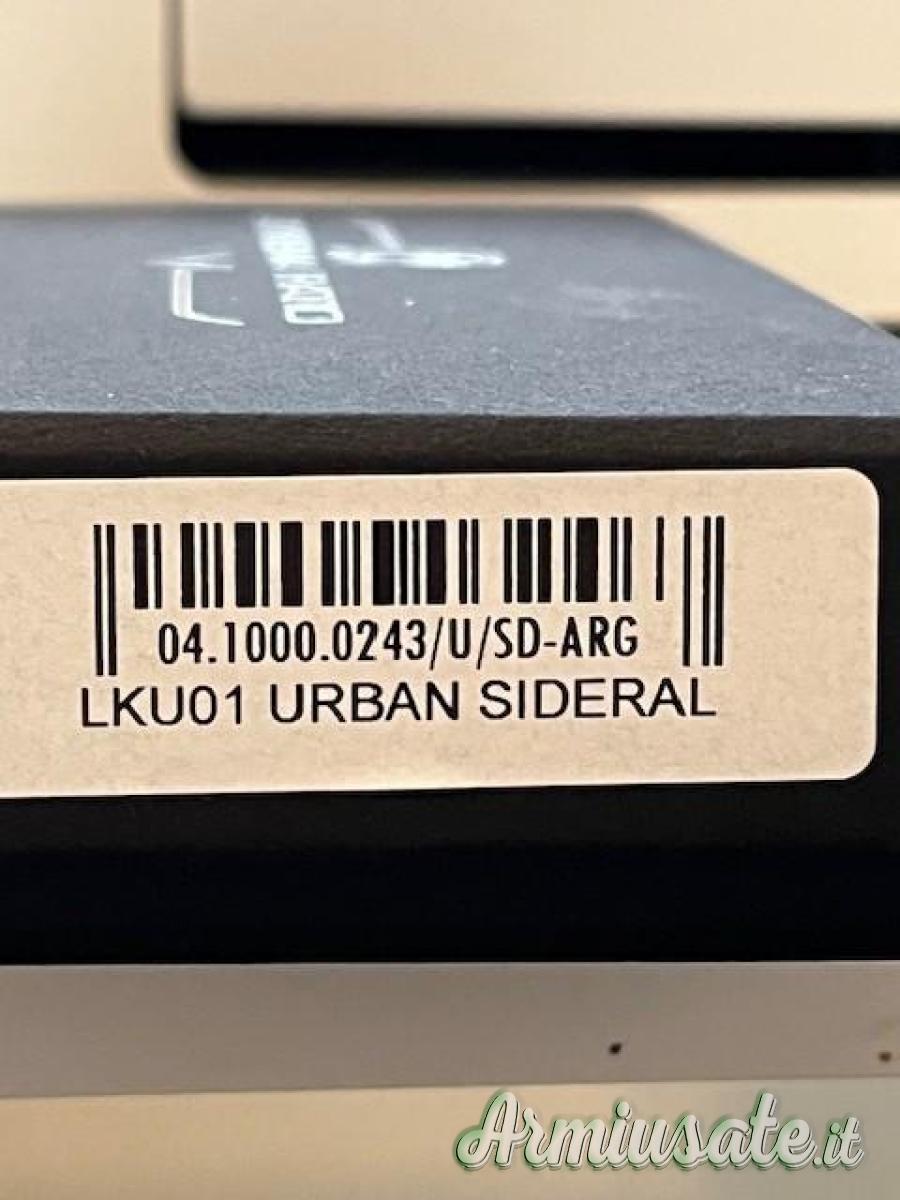 04.1000.0243/U/SD-ARG
LKU01 URBAN SIDERAL
Armiusate.it